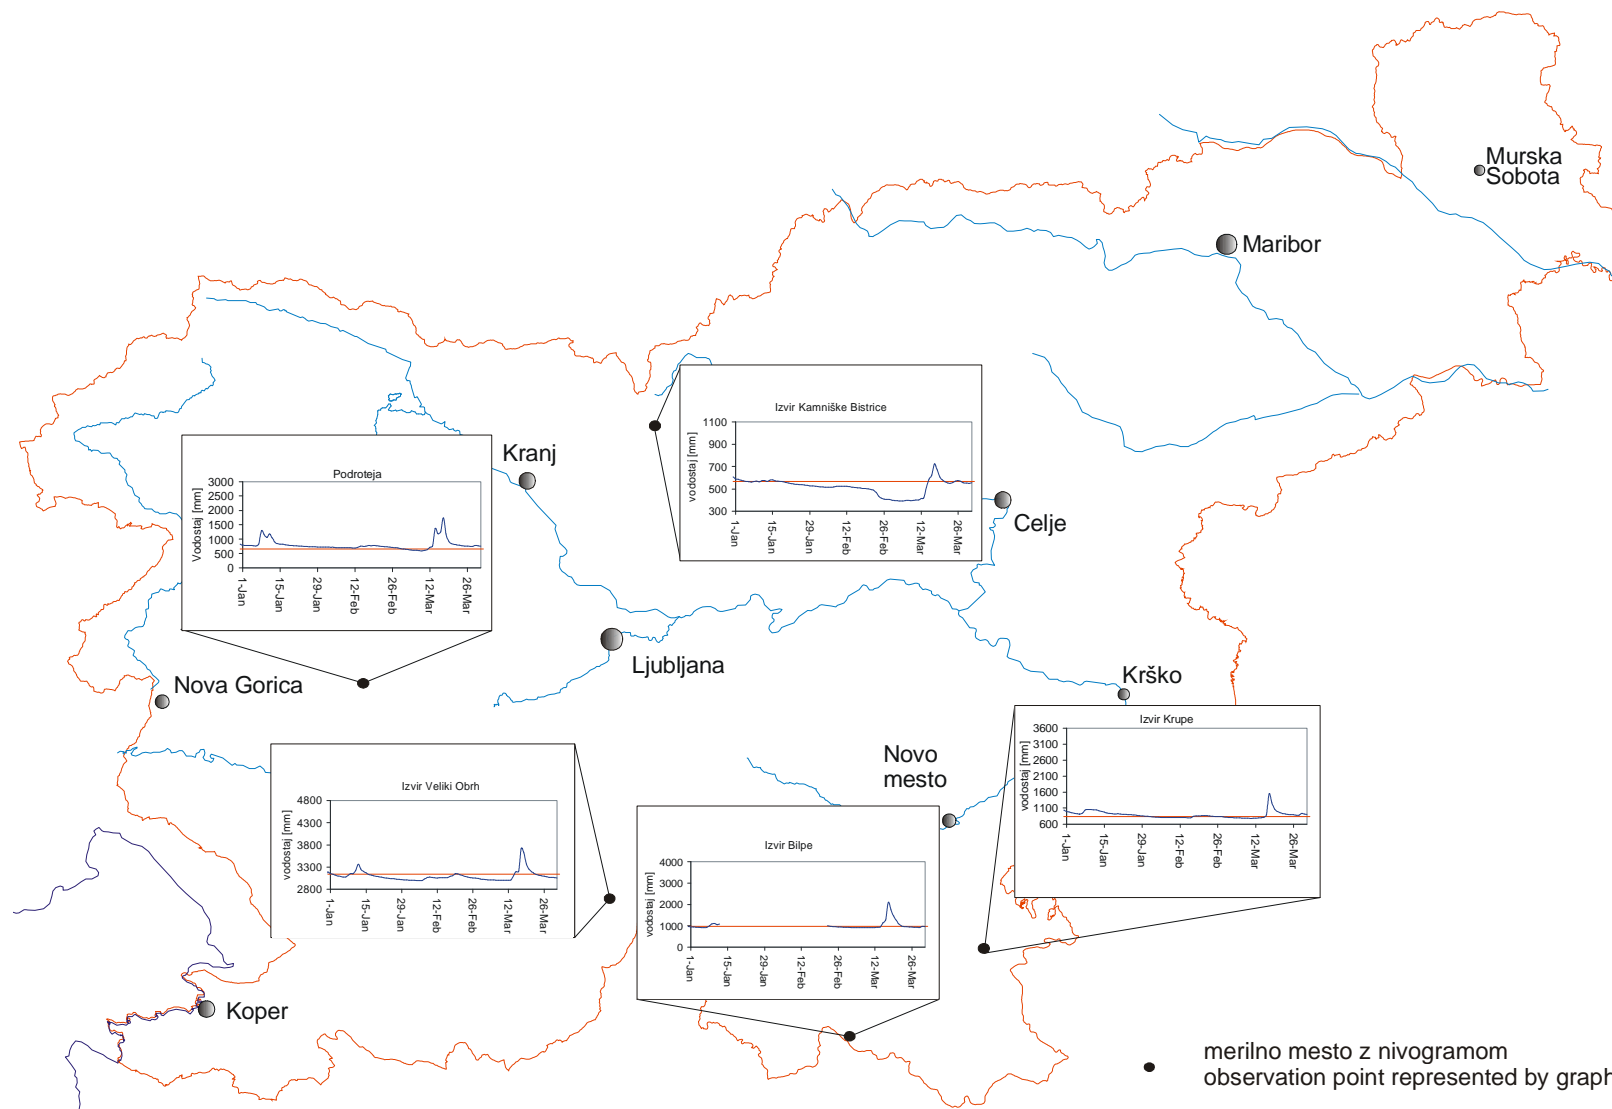 Murska
Sobota
Maribor
Izvir Kamniške Bistrice
vodostaj [mm]
1100
900
700
500
300
1-Jan
15-Jan
29-Jan
12-Feb
26-Feb
12-Mar
26-Mar
Kranj
Podroteja
Vodostaj [mm]
3000
2500
2000
1500
1000
500
0
1-Jan
15-Jan
29-Jan
12-Feb
26-Feb
12-Mar
26-Mar
Celje
Ljubljana
Nova Gorica
Krško
Izvir Krupe
vodostaj [mm]
3600
3100
2600
2100
1600
1100
600
1-Jan
15-Jan
29-Jan
12-Feb
26-Feb
12-Mar
26-Mar
Novo
mesto
Izvir Veliki Obrh
vodostaj [mm]
4800
4300
3800
3300
2800
1-Jan
15-Jan
29-Jan
12-Feb
26-Feb
12-Mar
26-Mar
Izvir Bilpe
vodostaj [mm]
4000
3000
2000
1000
0
1-Jan
15-Jan
29-Jan
12-Feb
26-Feb
12-Mar
26-Mar
Koper
merilno mesto z nivogramom
observation point represented by graph